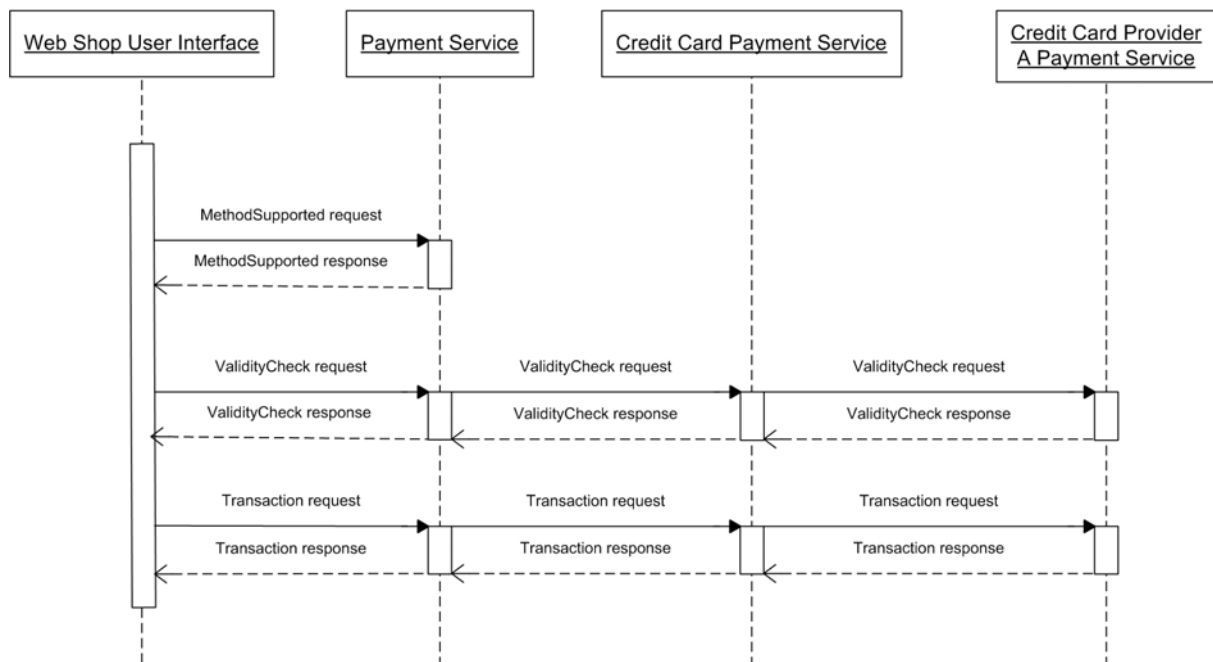 Web Shop User Interface
Payment Service
Credit Card Payment Service
Credit Card Provider
A Payment Service
MethodSupported request
MethodSupported response
ValidityCheck request
ValidityCheck request
ValidityCheck request
ValidityCheck response
ValidityCheck response
ValidityCheck response
Transaction request
Transaction request
Transaction request
Transaction response
Transaction response
Transaction response